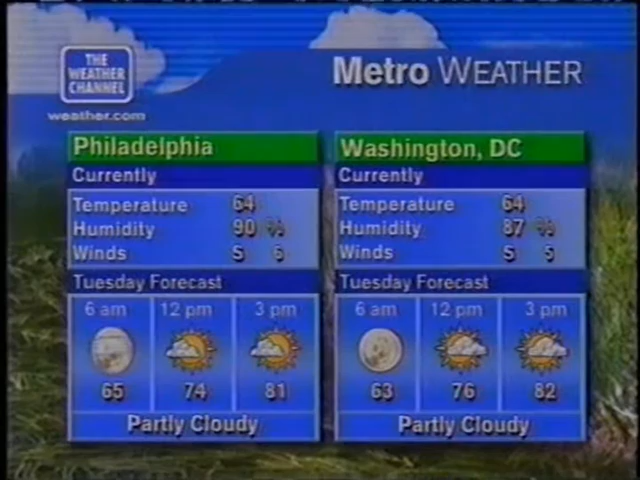 THE
WEATHER
CHANNEL
weather.com
Metro WEATHER
Philadelphia
Currently
Temperature 64
Humidity 90 %
Winds S 6
Tuesday Forecast
6 am 12 pm 3 pm
65 74 81
Partly Cloudy
Washington, DC
Currently
Temperature 64
Humidity 87 %
Winds S 5
Tuesday Forecast
6 am 12 pm 3 pm
63 76 82
Partly Cloudy